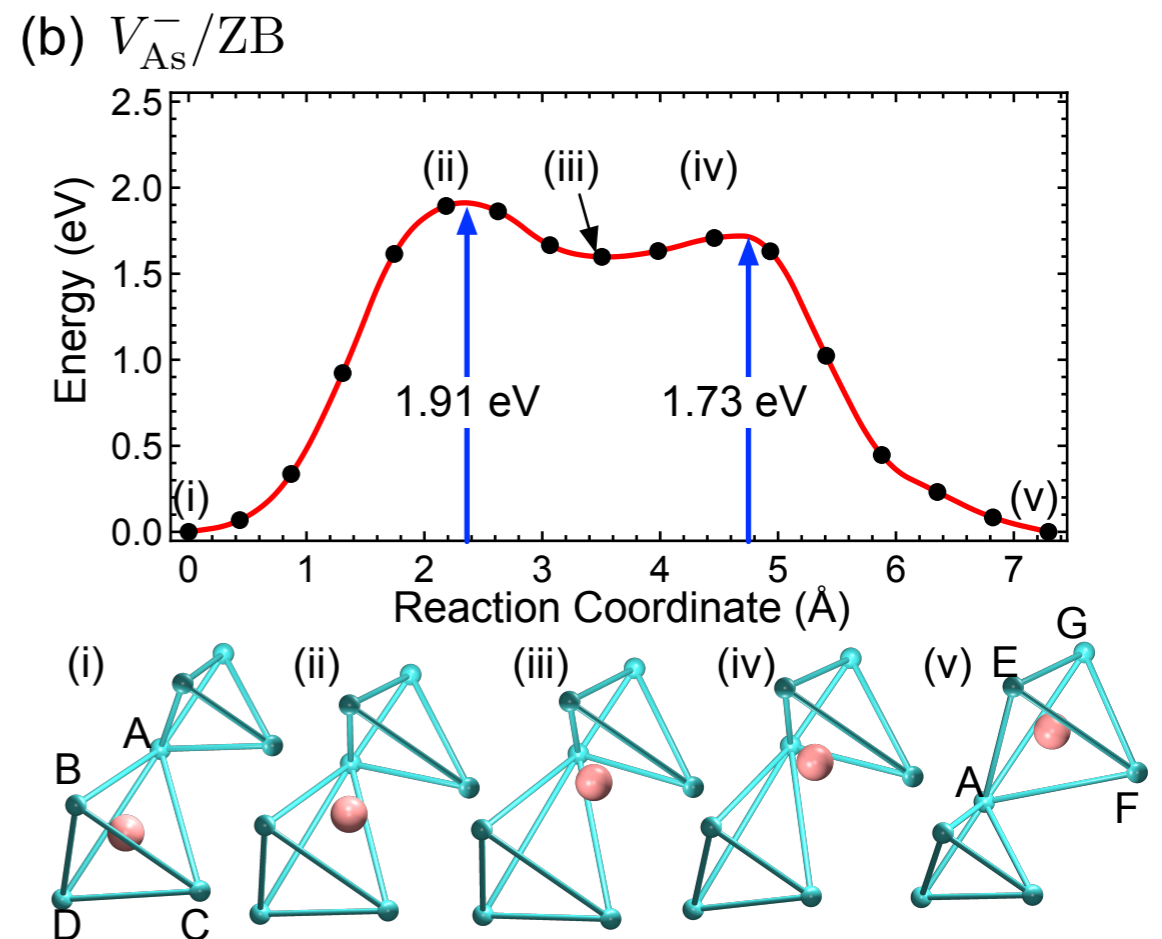 (b) V_As^-/ZB
2.5
2.0
1.5
1.0
0.5
0.0
Energy (eV)
(i)
(ii)
(iii)
(iv)
(v)
1.91 eV
1.73 eV
0 1 2 3 4 5 6 7
Reaction Coordinate (Å)
(i)
A
B
D
C
(ii)
(iii)
(iv)
(v)
G
E
A
F